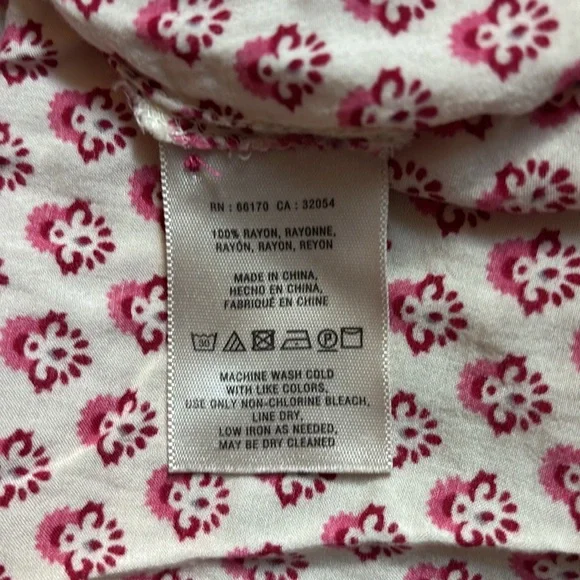 RN : 66170 CA : 32054
100% RAYON, RAYONNE,
RAYÓN, RAYON, REYON
MADE IN CHINA,
HECHO EN CHINA,
FABRIQUÉ EN CHINE
30 P
MACHINE WASH COLD
WITH LIKE COLORS,
USE ONLY NON-CHLORINE BLEACH,
LINE DRY,
LOW IRON AS NEEDED,
MAY BE DRY CLEANED